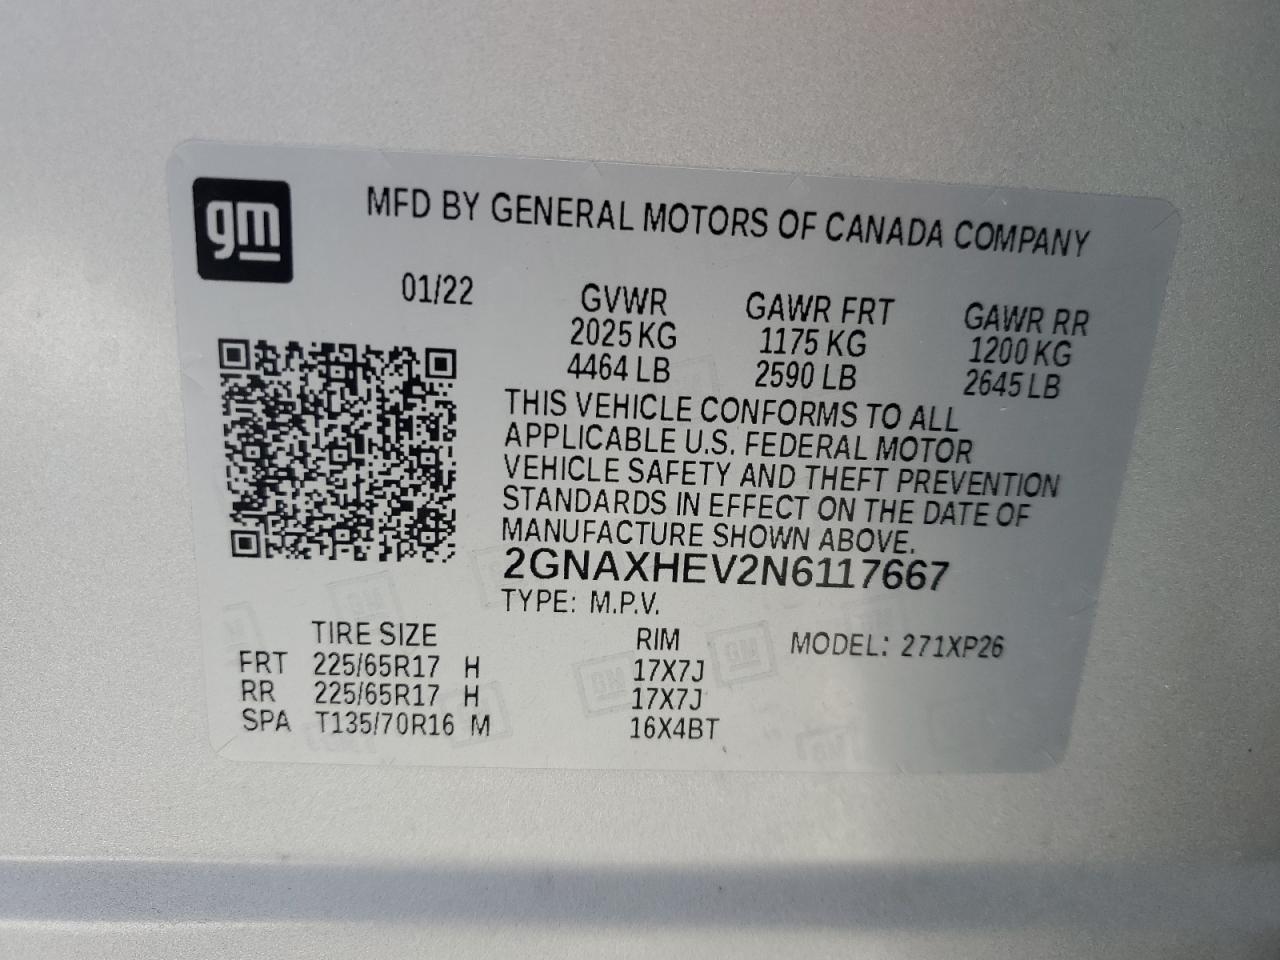 gm
MFD BY GENERAL MOTORS OF CANADA COMPANY
01/22 GVWR GAWR FRT GAWR RR
2025 KG 1175 KG 1200 KG
4464 LB 2590 LB 2645 LB
THIS VEHICLE CONFORMS TO ALL
APPLICABLE U.S. FEDERAL MOTOR
VEHICLE SAFETY AND THEFT PREVENTION
STANDARDS IN EFFECT ON THE DATE OF
MANUFACTURE SHOWN ABOVE.
2GNAXHEV2N6117667
TYPE: M.P.V.
TIRE SIZE RIM MODEL: 271XP26
FRT 225/65R17 H 17X7J
RR 225/65R17 H 17X7J
SPA T135/70R16 M 16X4BT